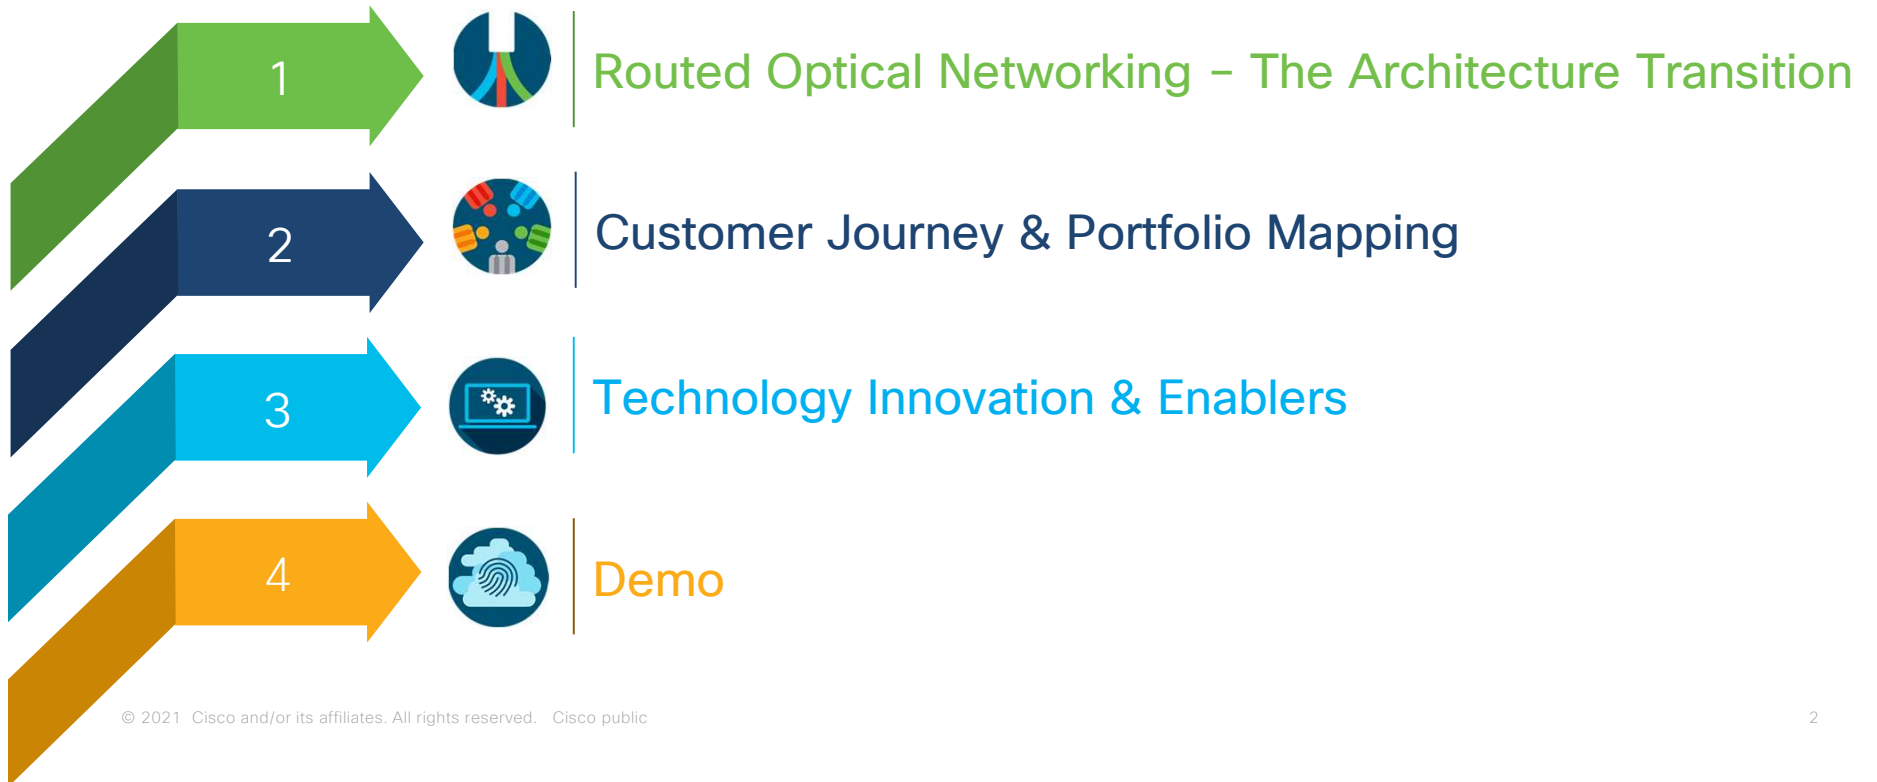 1
Routed Optical Networking – The Architecture Transition
2
Customer Journey & Portfolio Mapping
3
Technology Innovation & Enablers
4
Demo
© 2021 Cisco and/or its affiliates. All rights reserved. Cisco public
2